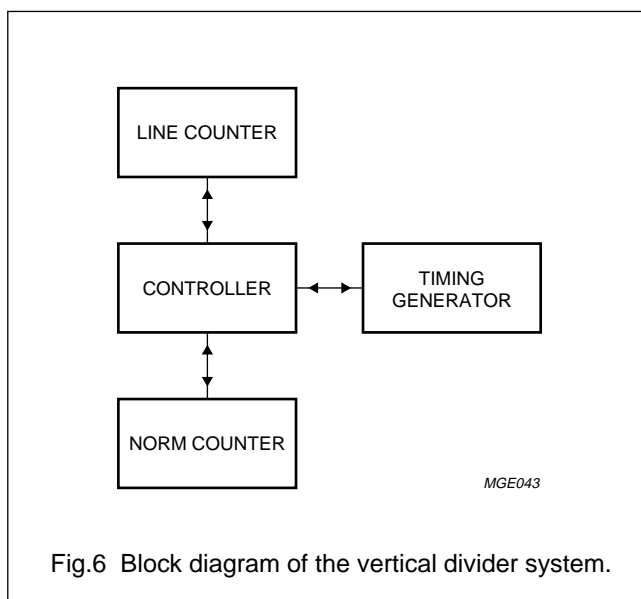 LINE COUNTER
CONTROLLER
TIMING
GENERATOR
NORM COUNTER
MGE043
Fig.6 Block diagram of the vertical divider system.